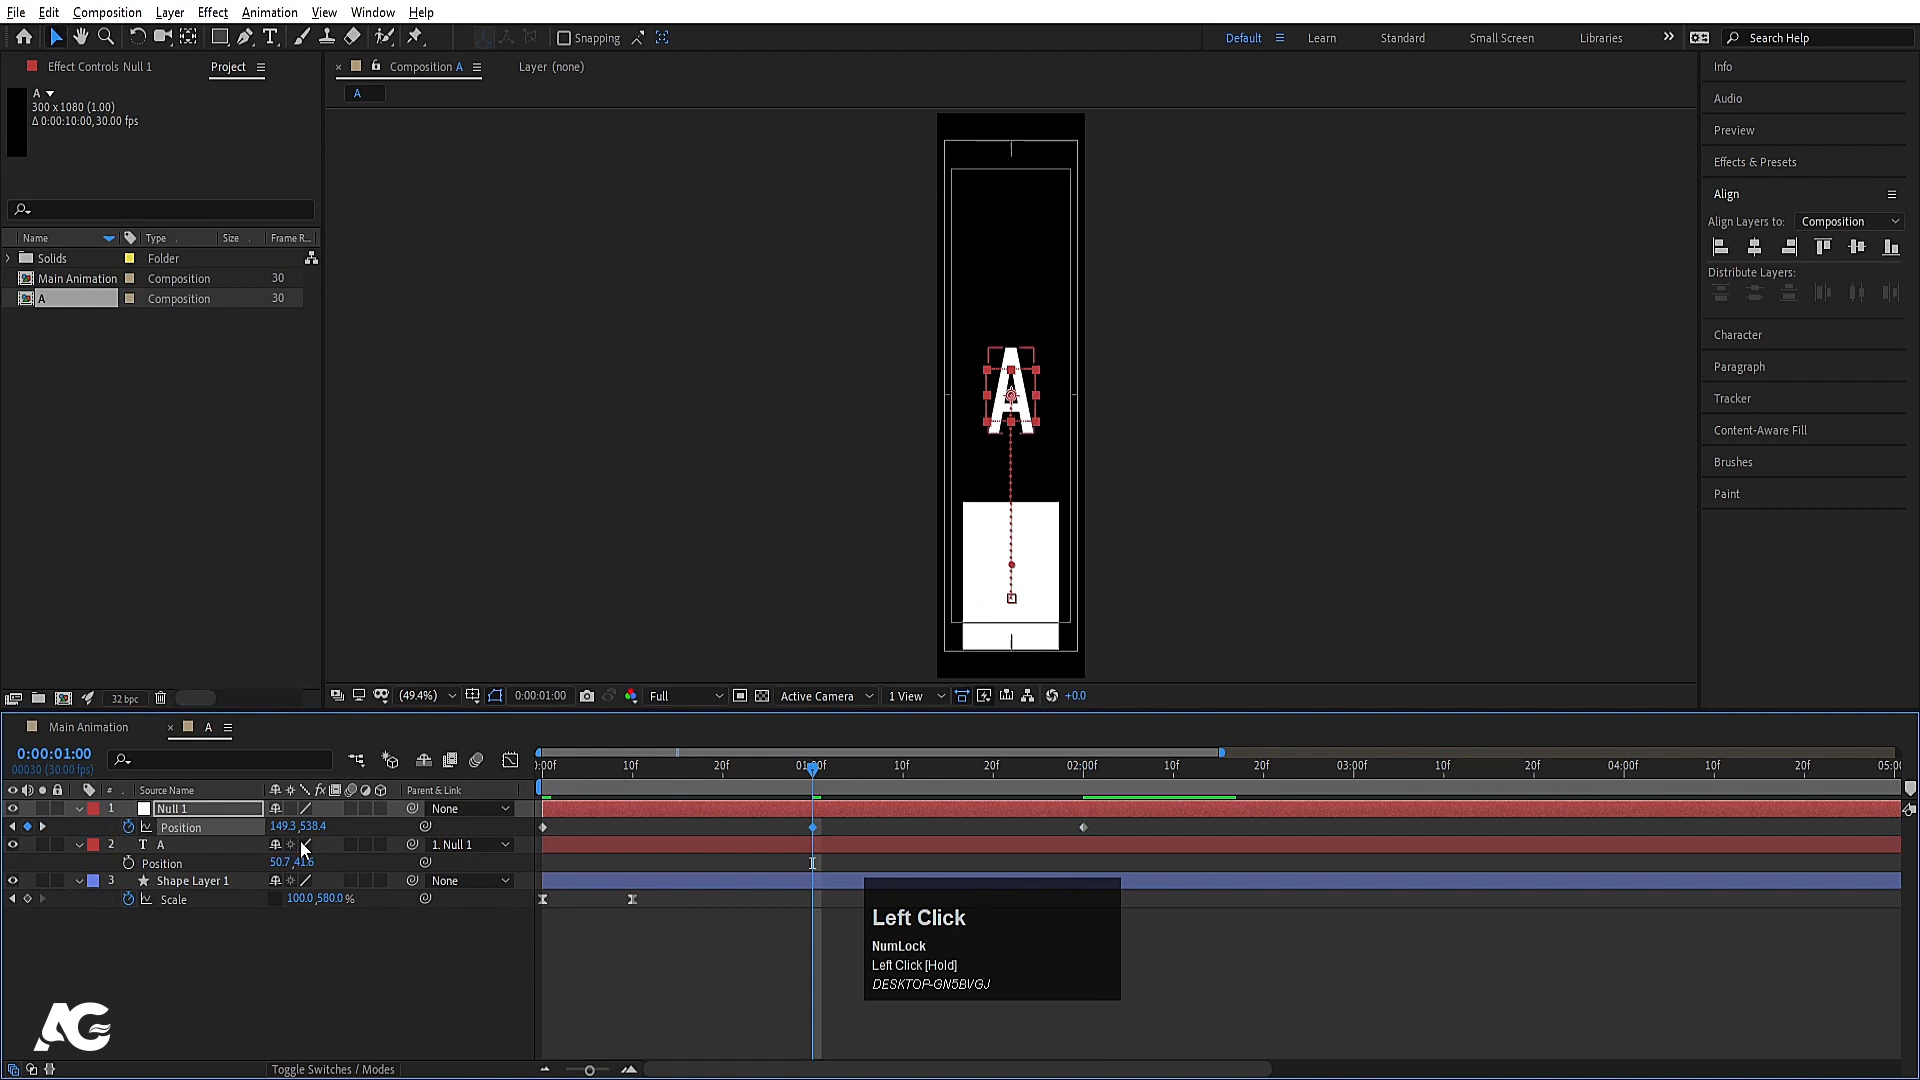 File Edit Composition Layer Effect Animation View Window Help
Snapping Default Learn Standard Small Screen Libraries Search Help
Effect Controls Null 1 Project
A
300 x 1080 (1.00)
Δ 0:00:10:00, 30.00 fps
Name Type Size Frame R...
Solids Folder
Main Animation Composition 30
A Composition 30
32 bpc
Composition A Layer (none)
A
A
(49.4%) 0:00:01:00 Full Active Camera 1 View +0.0
Info
Audio
Preview
Effects & Presets
Align
Align Layers to: Composition
Distribute Layers:
Character
Paragraph
Tracker
Content-Aware Fill
Brushes
Paint
Main Animation A
0:00:01:00
00030 (30.00 fps)
):00f 10f 20f 01:00f 10f 20f 02:00f 10f 20f 03:00f 10f 20f 04:00f 10f 20f 05:00
# Source Name fx Parent & Link
1 Null 1 None
Position 149.3,538.4
2 T A 1. Null 1
Position 50.7,41.6
3 Shape Layer 1 None
Scale 100.0,580.0 %
Left Click
NumLock
Left Click [Hold]
DESKTOP-GN5BVGJ
AG
Toggle Switches / Modes